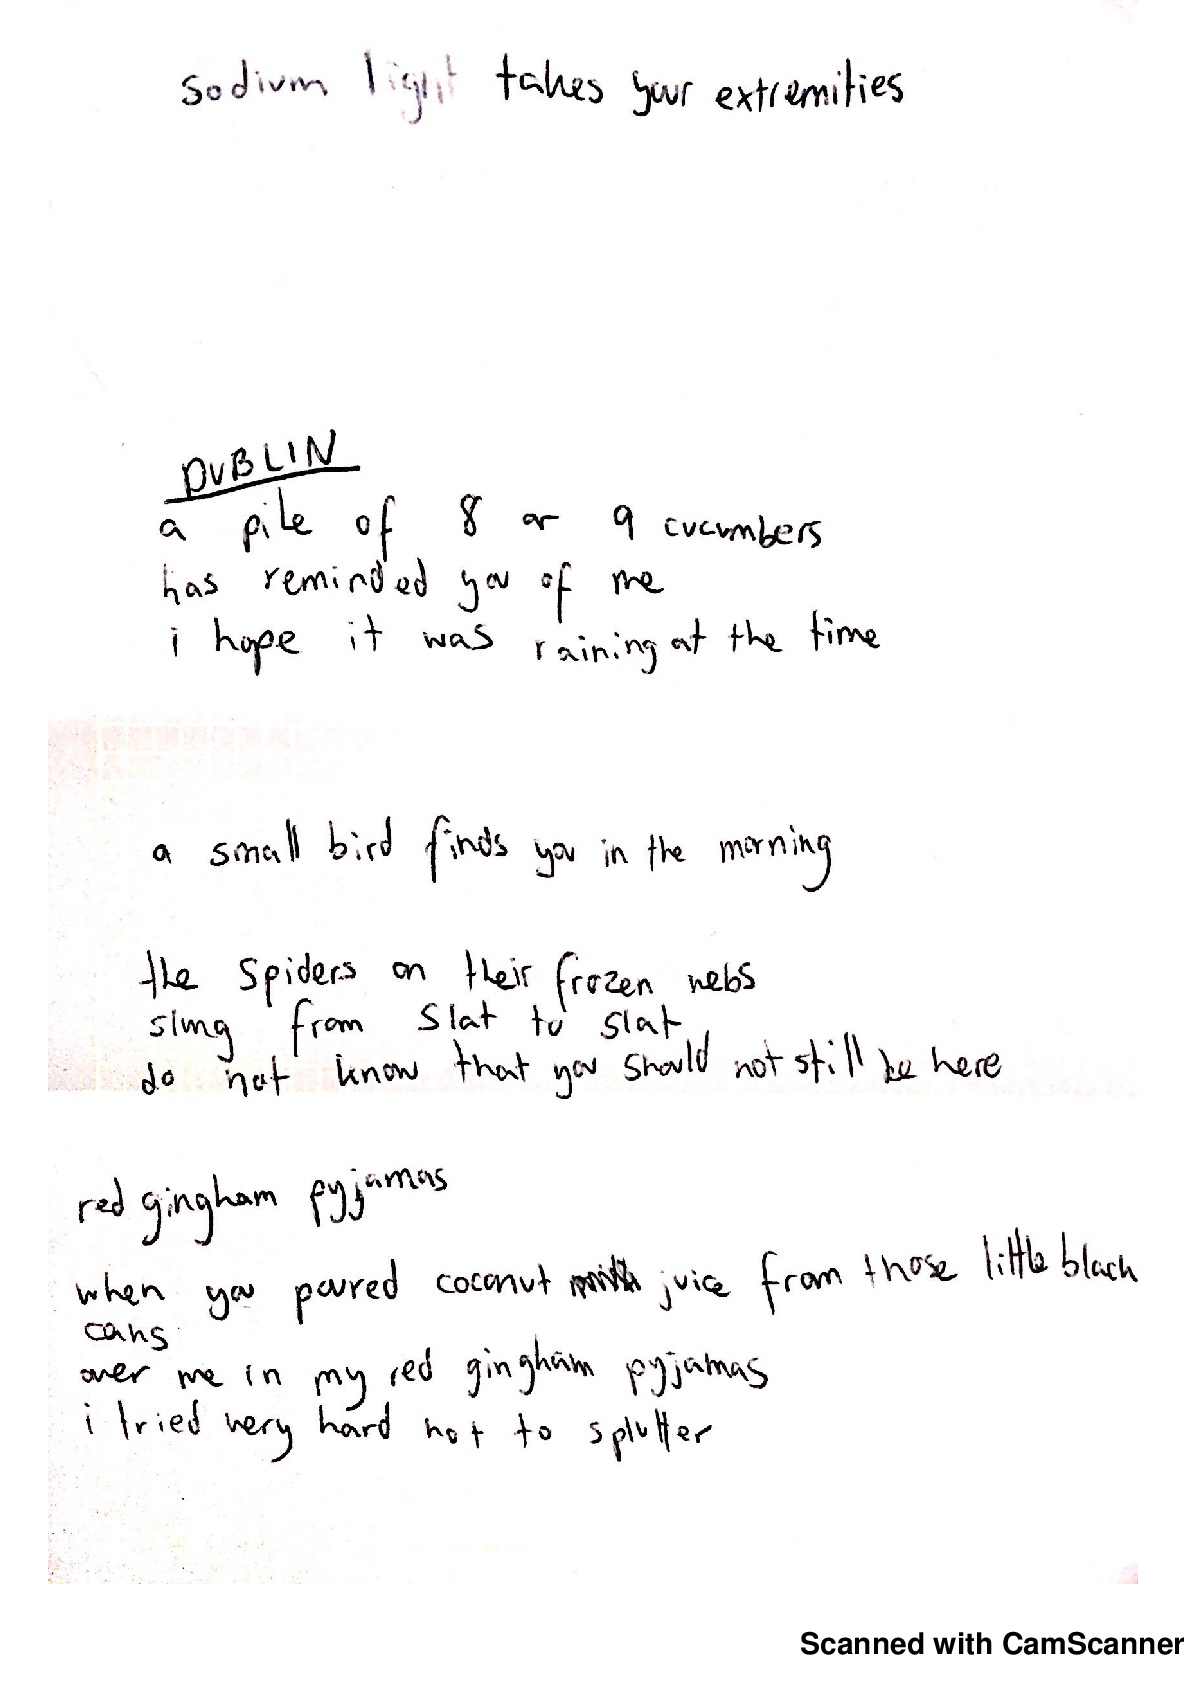 sodium light takes your extremities
DUBLIN
a pile of 8 or 9 cucumbers
has reminded you of me
i hope it was raining at the time
a small bird finds you in the morning
the spiders on their frozen webs
slung from slat to slat
do not know that you should not still be here
red gingham pyjamas
when you poured coconut juice from those little black
cans
over me in my red gingham pyjamas
i tried very hard not to splutter
Scanned with CamScanner